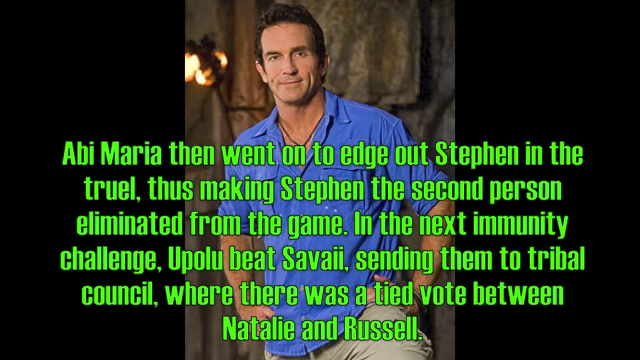 Abi Maria then went on to edge out Stephen in the
truel, thus making Stephen the second person
eliminated from the game. In the next immunity
challenge, Upolu beat Savaii, sending them to tribal
council, where there was a tied vote between
Natalie and Russell.